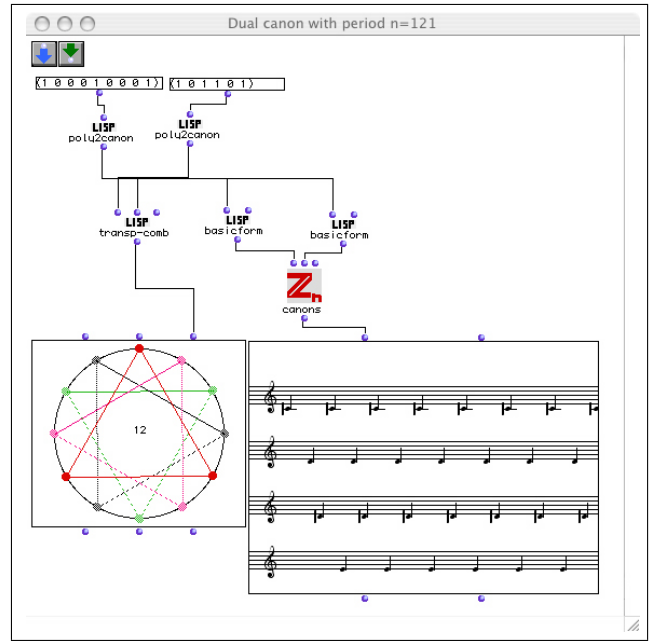 Dual canon with period n=121
(1 0 0 0 1 0 0 0 1) (1 0 1 1 0 1)
LISP LISP
poly2canon poly2canon
LISP LISP LISP
transp-comb basicform basicform
Zn
canons
12